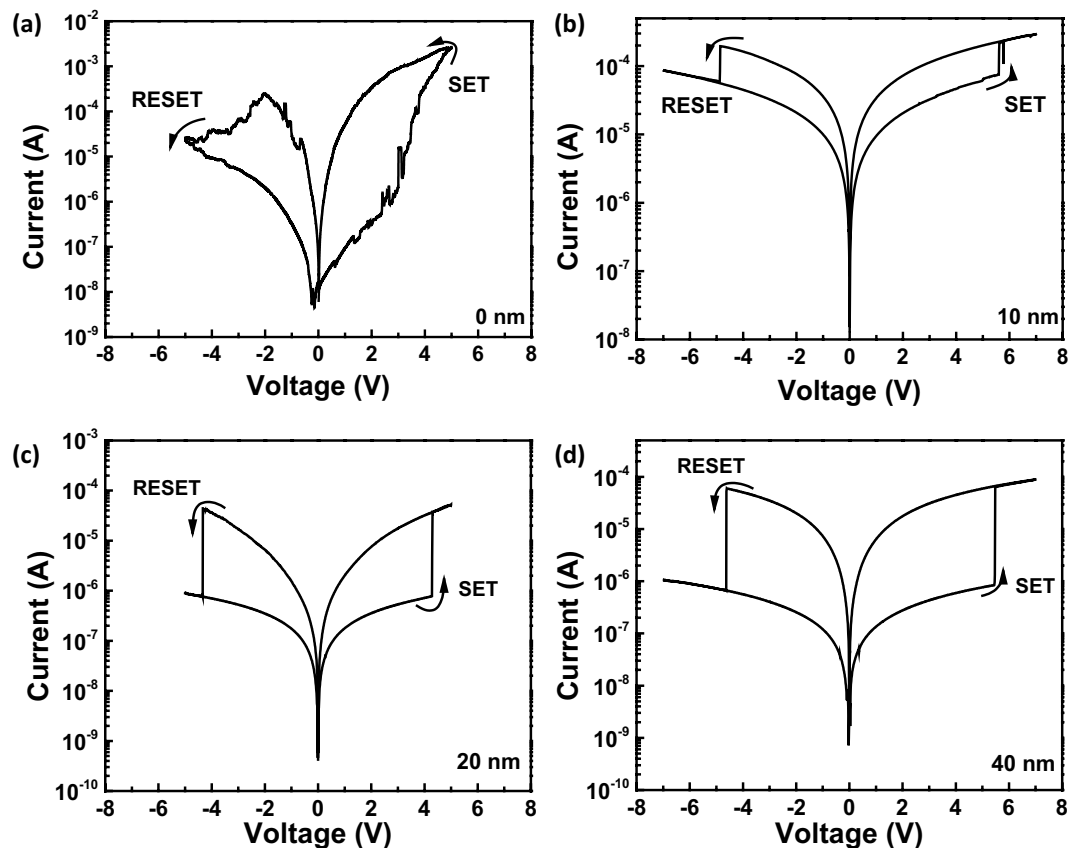 (a)
10⁻²
10⁻³
10⁻⁴
10⁻⁵
10⁻⁶
10⁻⁷
10⁻⁸
10⁻⁹
Current (A)
RESET
SET
0 nm
-8 -6 -4 -2 0 2 4 6 8
Voltage (V)
(b)
10⁻⁴
10⁻⁵
10⁻⁶
10⁻⁷
10⁻⁸
Current (A)
RESET
SET
10 nm
-8 -6 -4 -2 0 2 4 6 8
Voltage (V)
(c)
10⁻³
10⁻⁴
10⁻⁵
10⁻⁶
10⁻⁷
10⁻⁸
10⁻⁹
10⁻¹⁰
Current (A)
RESET
SET
20 nm
-8 -6 -4 -2 0 2 4 6 8
Voltage (V)
(d)
10⁻⁴
10⁻⁵
10⁻⁶
10⁻⁷
10⁻⁸
10⁻⁹
10⁻¹⁰
Current (A)
RESET
SET
40 nm
-8 -6 -4 -2 0 2 4 6 8
Voltage (V)